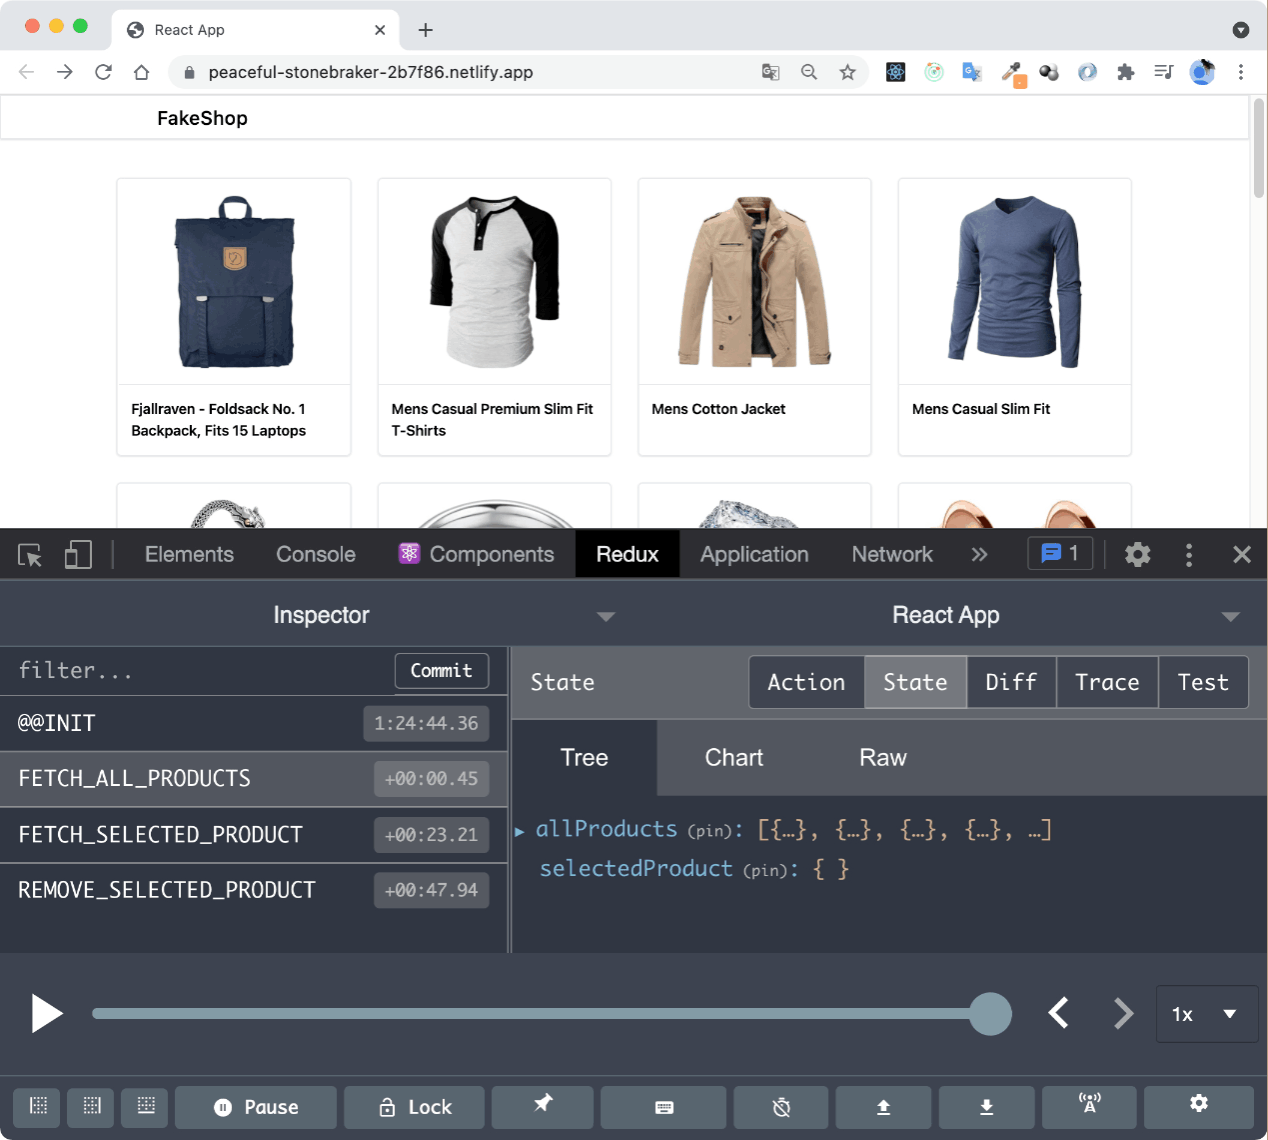 React App
peaceful-stonebraker-2b7f86.netlify.app
FakeShop
Fjallraven - Foldsack No. 1
Backpack, Fits 15 Laptops
Mens Casual Premium Slim Fit
T-Shirts
Mens Cotton Jacket
Mens Casual Slim Fit
Elements Console Components Redux Application Network » 1
Inspector React App
filter... Commit
@@INIT 1:24:44.36
FETCH_ALL_PRODUCTS +00:00.45
FETCH_SELECTED_PRODUCT +00:23.21
REMOVE_SELECTED_PRODUCT +00:47.94
State Action State Diff Trace Test
Tree Chart Raw
allProducts (pin): [{…}, {…}, {…}, {…}, …]
selectedProduct (pin): { }
1x
Pause Lock